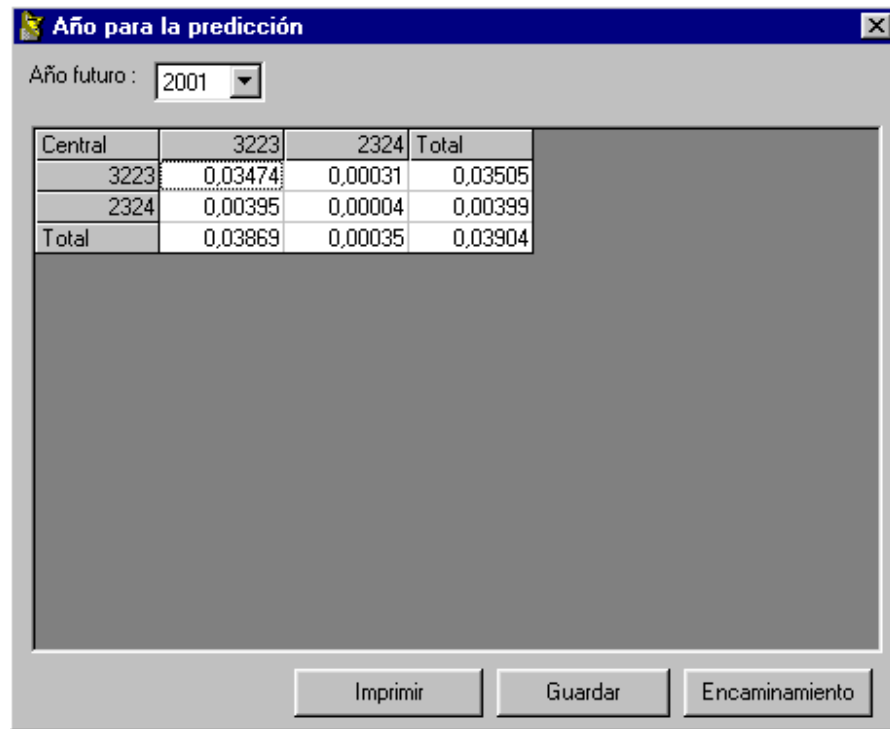 Año para la predicción
Año futuro : 2001
Central 3223 2324 Total
3223 0,03474 0,00031 0,03505
2324 0,00395 0,00004 0,00399
Total 0,03869 0,00035 0,03904
Imprimir Guardar Encaminamiento